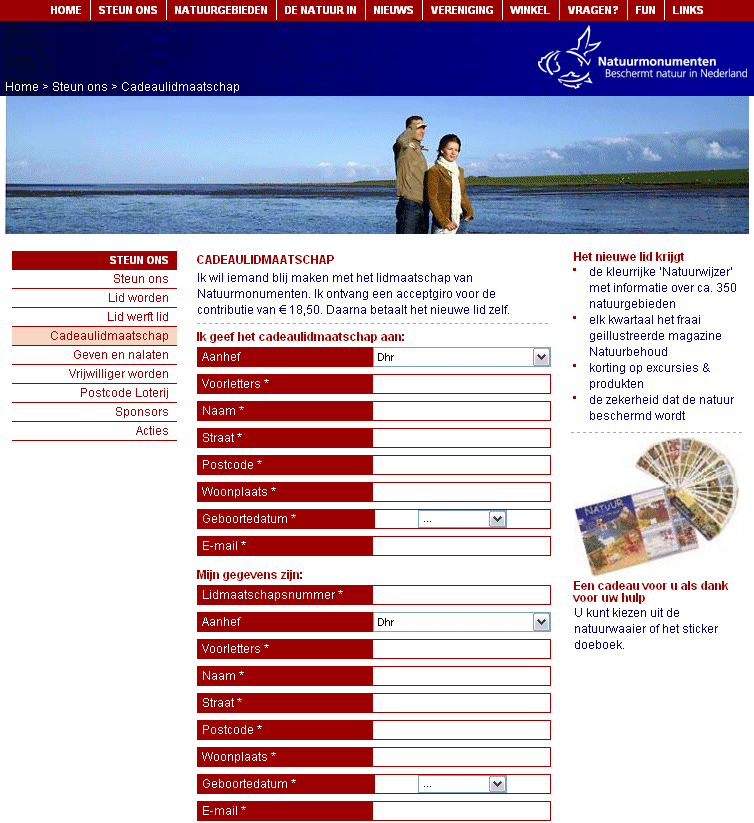 HOME STEUN ONS NATUURGEBIEDEN DE NATUUR IN NIEUWS VERENIGING WINKEL VRAGEN? FUN LINKS
Natuurmonumenten
Beschermt natuur in Nederland
Home > Steun ons > Cadeaulidmaatschap
STEUN ONS
Steun ons
Lid worden
Lid werft lid
Cadeaulidmaatschap
Geven en nalaten
Vrijwilliger worden
Postcode Loterij
Sponsors
Acties
CADEAULIDMAATSCHAP
Ik wil iemand blij maken met het lidmaatschap van
Natuurmonumenten. Ik ontvang een acceptgiro voor de
contributie van € 18,50. Daarna betaalt het nieuwe lid zelf.
Ik geef het cadeaulidmaatschap aan:
Aanhef Dhr
Voorletters *
Naam *
Straat *
Postcode *
Woonplaats *
Geboortedatum * ...
E-mail *
Mijn gegevens zijn:
Lidmaatschapsnummer *
Aanhef Dhr
Voorletters *
Naam *
Straat *
Postcode *
Woonplaats *
Geboortedatum * ...
E-mail *
Het nieuwe lid krijgt
de kleurrijke 'Natuurwijzer'
met informatie over ca. 350
natuurgebieden
elk kwartaal het fraai
geillustreerde magazine
Natuurbehoud
korting op excursies &
produkten
de zekerheid dat de natuur
beschermd wordt
NATUUR
Een cadeau voor u als dank
voor uw hulp
U kunt kiezen uit de
natuurwaaier of het sticker
doeboek.